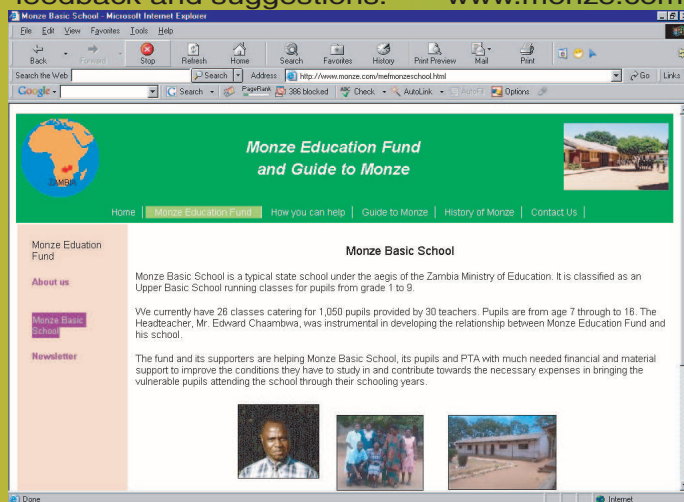 feedback and suggestions. www.monze.com
Monze Basic School - Microsoft Internet Explorer
File Edit View Favorites Tools Help
Back Forward Stop Refresh Home Search Favorites History Print Preview Mail Print
Search the Web Search Address http://www.monze.com/mefmonzeschool.html Go Links
Google Search PageRank 386 blocked ABC Check AutoLink AutoFill Options
Monze Education Fund
and Guide to Monze
ZAMBIA
Home | Monze Education Fund | How you can help | Guide to Monze | History of Monze | Contact Us |
Monze Eduation
Fund
About us
Monze Basic
School
Newsletter
Monze Basic School
Monze Basic School is a typical state school under the aegis of the Zambia Ministry of Education. It is classified as an
Upper Basic School running classes for pupils from grade 1 to 9.
We currently have 26 classes catering for 1,050 pupils provided by 30 teachers. Pupils are from age 7 through to 16. The
Headteacher, Mr. Edward Chaambwa, was instrumental in developing the relationship between Monze Education Fund and
his school.
The fund and its supporters are helping Monze Basic School, its pupils and PTA with much needed financial and material
support to improve the conditions they have to study in and contribute towards the necessary expenses in bringing the
vulnerable pupils attending the school through their schooling years.
Done Internet